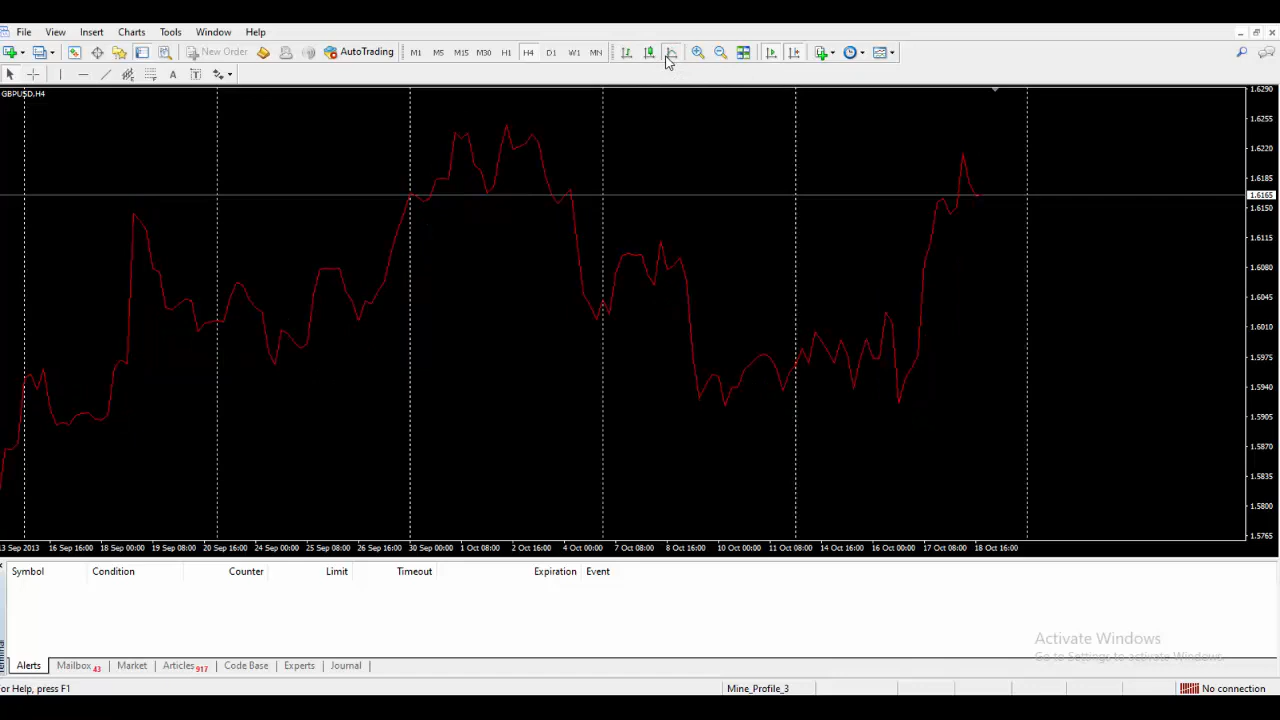 File View Insert Charts Tools Window Help
New Order AutoTrading M1 M5 M15 M30 H1 H4 D1 W1 MN
A T
GBPUSD,H4
1.6290
1.6255
1.6220
1.6185
1.6165
1.6150
1.6115
1.6080
1.6045
1.6010
1.5975
1.5940
1.5905
1.5870
1.5835
1.5800
1.5765
13 Sep 2013 16 Sep 16:00 18 Sep 00:00 19 Sep 08:00 20 Sep 16:00 24 Sep 00:00 25 Sep 08:00 26 Sep 16:00 30 Sep 00:00 1 Oct 08:00 2 Oct 16:00 4 Oct 00:00 7 Oct 08:00 8 Oct 16:00 10 Oct 00:00 11 Oct 08:00 14 Oct 16:00 16 Oct 00:00 17 Oct 08:00 18 Oct 16:00
Symbol Condition Counter Limit Timeout Expiration Event
Activate Windows
Go to Settings to activate Windows.
Alerts Mailbox 43 Market Articles 917 Code Base Experts Journal
or Help, press F1 Mine_Profile_3 No connection